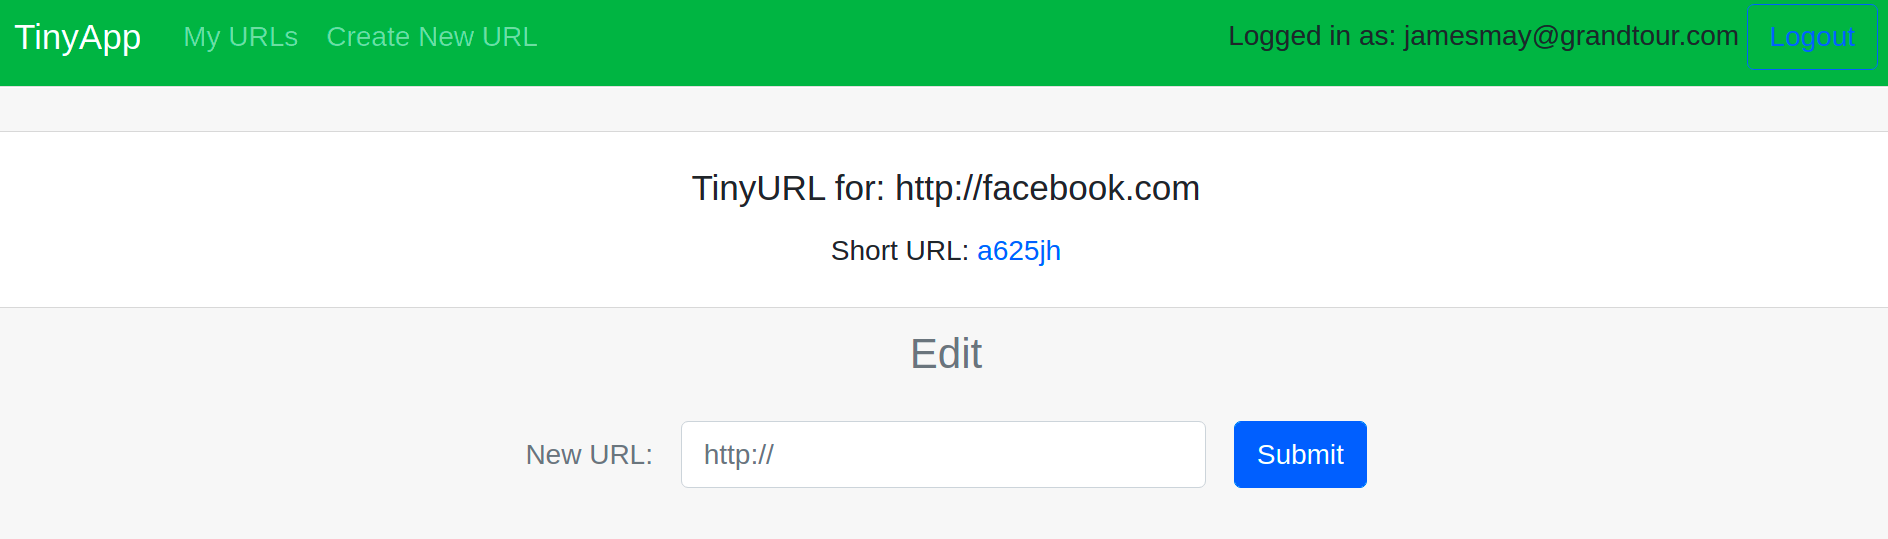 TinyApp My URLs Create New URL Logged in as: jamesmay@grandtour.com Logout
TinyURL for: http://facebook.com
Short URL: a625jh
Edit
New URL: http:// Submit